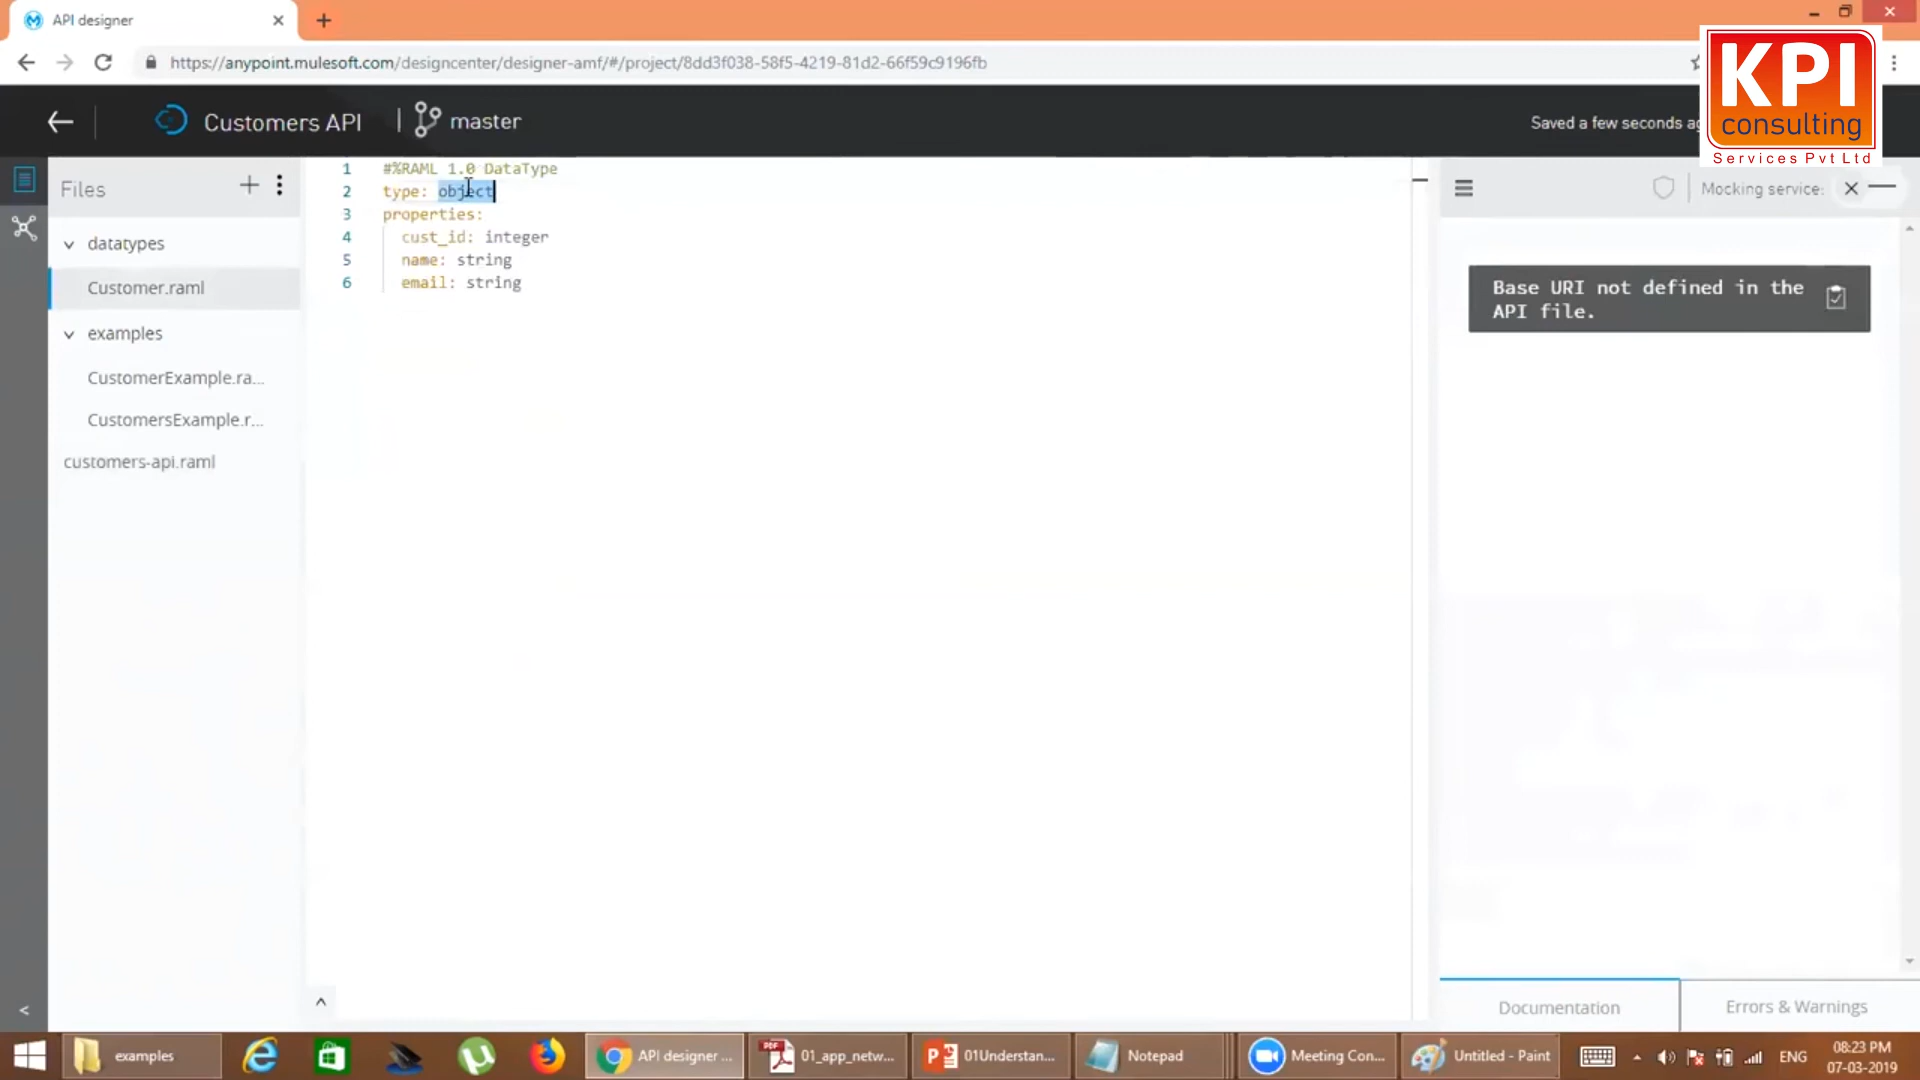 API designer
https://anypoint.mulesoft.com/designcenter/designer-amf/#/project/8dd3f038-58f5-4219-81d2-66f59c9196fb
KPI
consulting
Services Pvt Ltd
Customers API
master
Saved a few seconds
Files
datatypes
Customer.raml
examples
CustomerExample.ra...
CustomersExample.r...
customers-api.raml
1 #%RAML 1.0 DataType
2 type: object
3 properties:
4 cust_id: integer
5 name: string
6 email: string
Mocking service:
Base URI not defined in the
API file.
Documentation
Errors & Warnings
examples
API designer ...
01_app_netw...
01Understan...
Notepad
Meeting Con...
Untitled - Paint
ENG
08:23 PM
07-03-2019